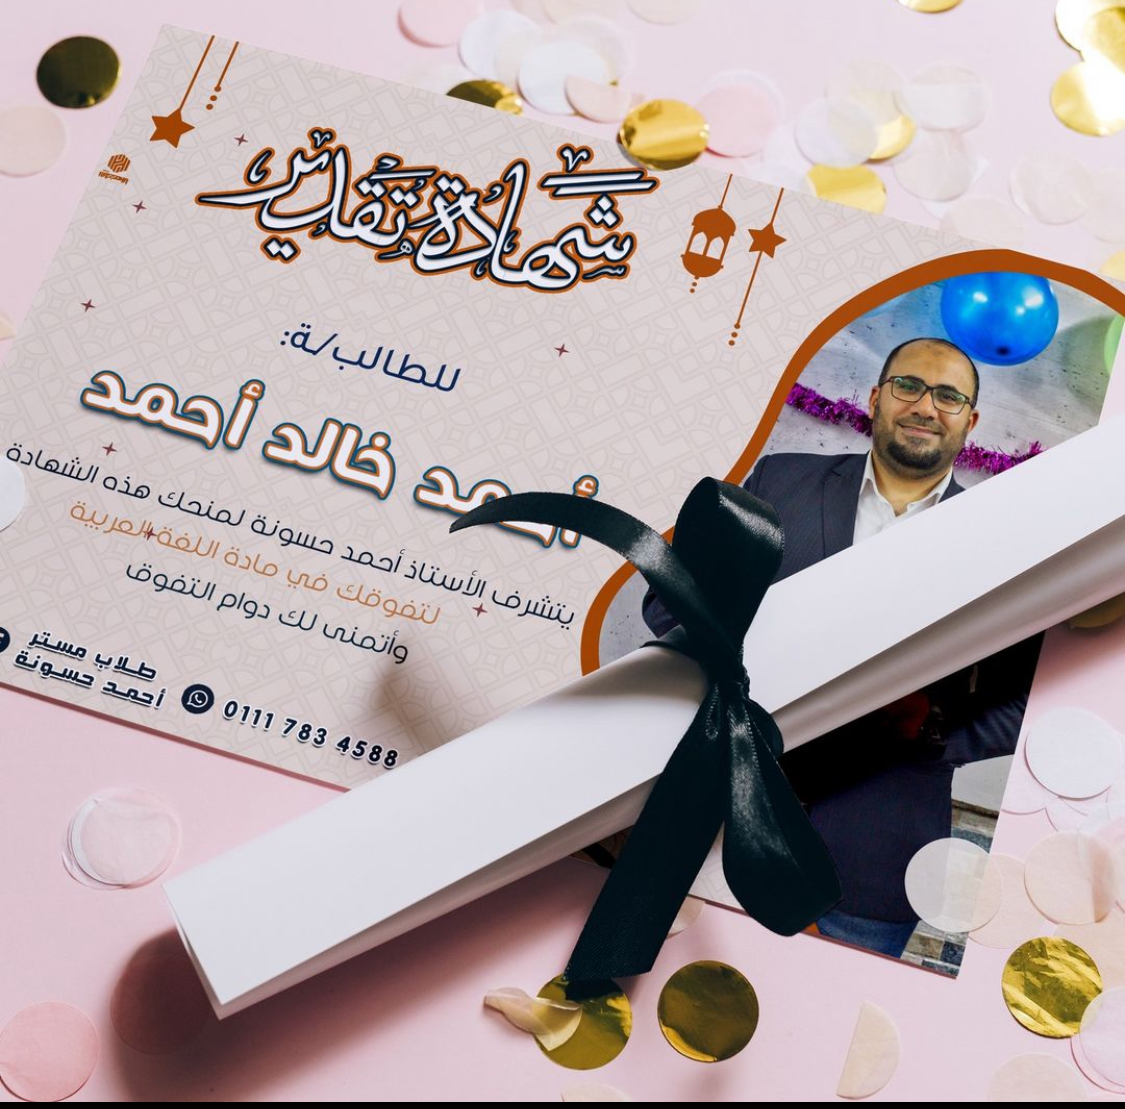 شهادة تقدير
للطالب/ة:
أحمد خالد أحمد
يتشرف الأستاذ أحمد حسونة لمنحك هذه الشهادة
لتفوقك في مادة اللغة العربية
وأتمنى لك دوام التفوق
طلاب مستر
أحمد حسونة
0111 783 4588